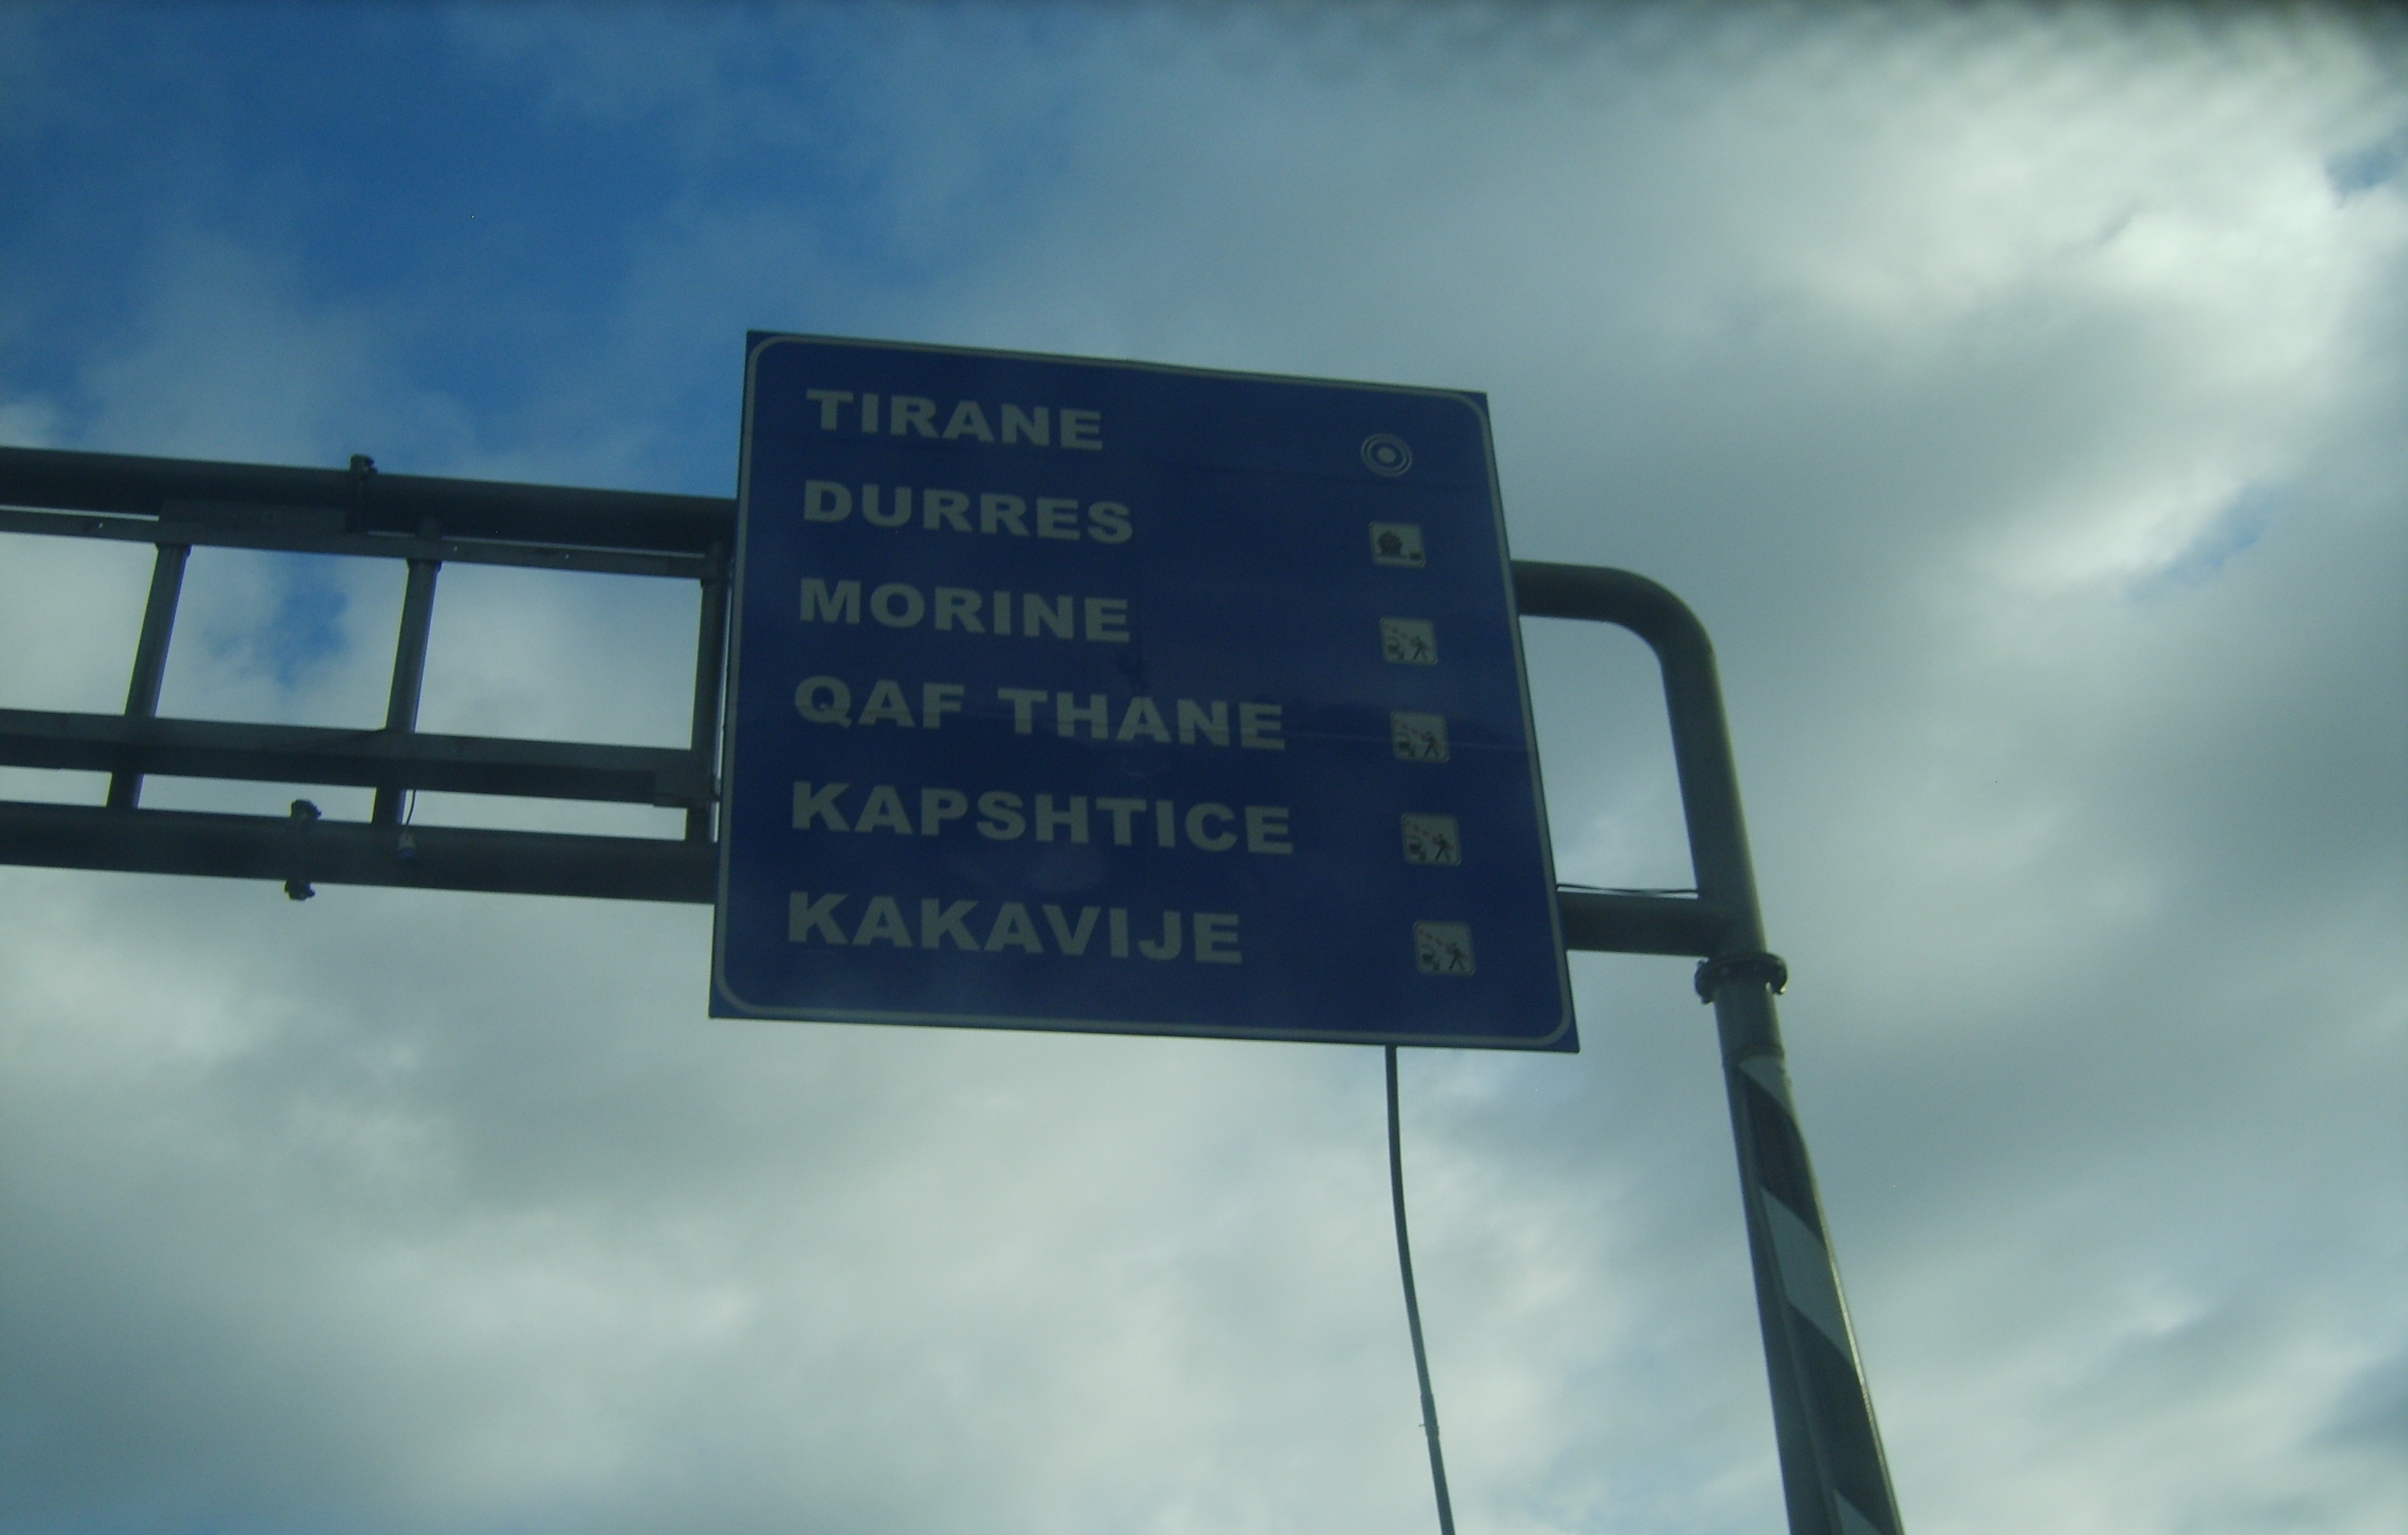 TIRANE
DURRES
MORINE
QAF THANE
KAPSHTICE
KAKAVIJE